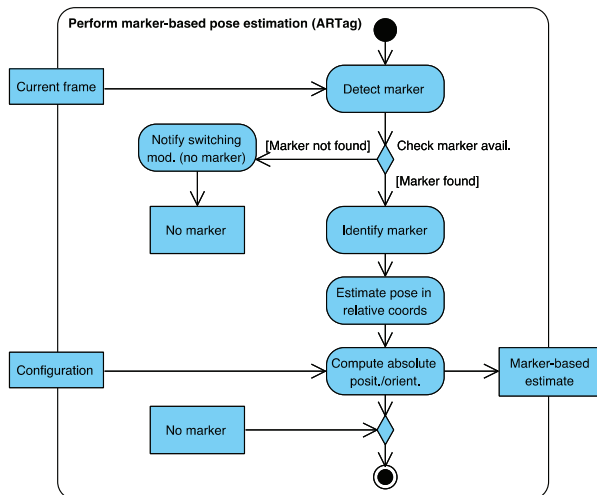 Perform marker-based pose estimation (ARTag)
Current frame
Detect marker
Notify switching
mod. (no marker)
[Marker not found]
Check marker avail.
[Marker found]
No marker
Identify marker
Estimate pose in
relative coords
Configuration
Compute absolute
posit./orient.
Marker-based
estimate
No marker